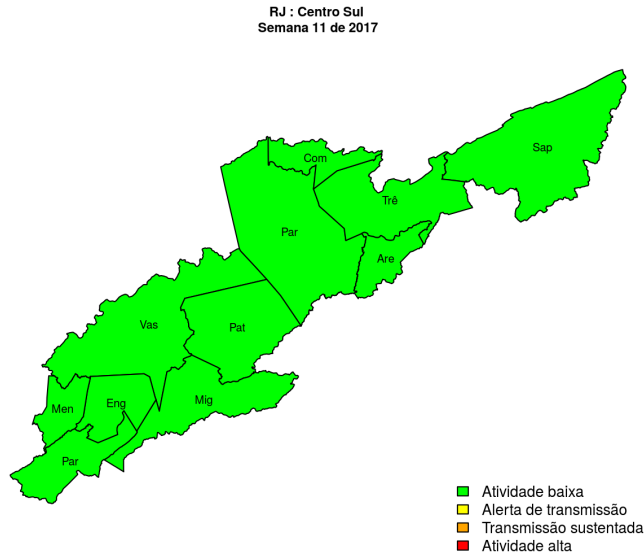 RJ : Centro Sul
Semana 11 de 2017
Sap
Com
Trê
Par
Are
Vas
Pat
Men
Eng
Mig
Par
Atividade baixa
Alerta de transmissão
Transmissão sustentada
Atividade alta